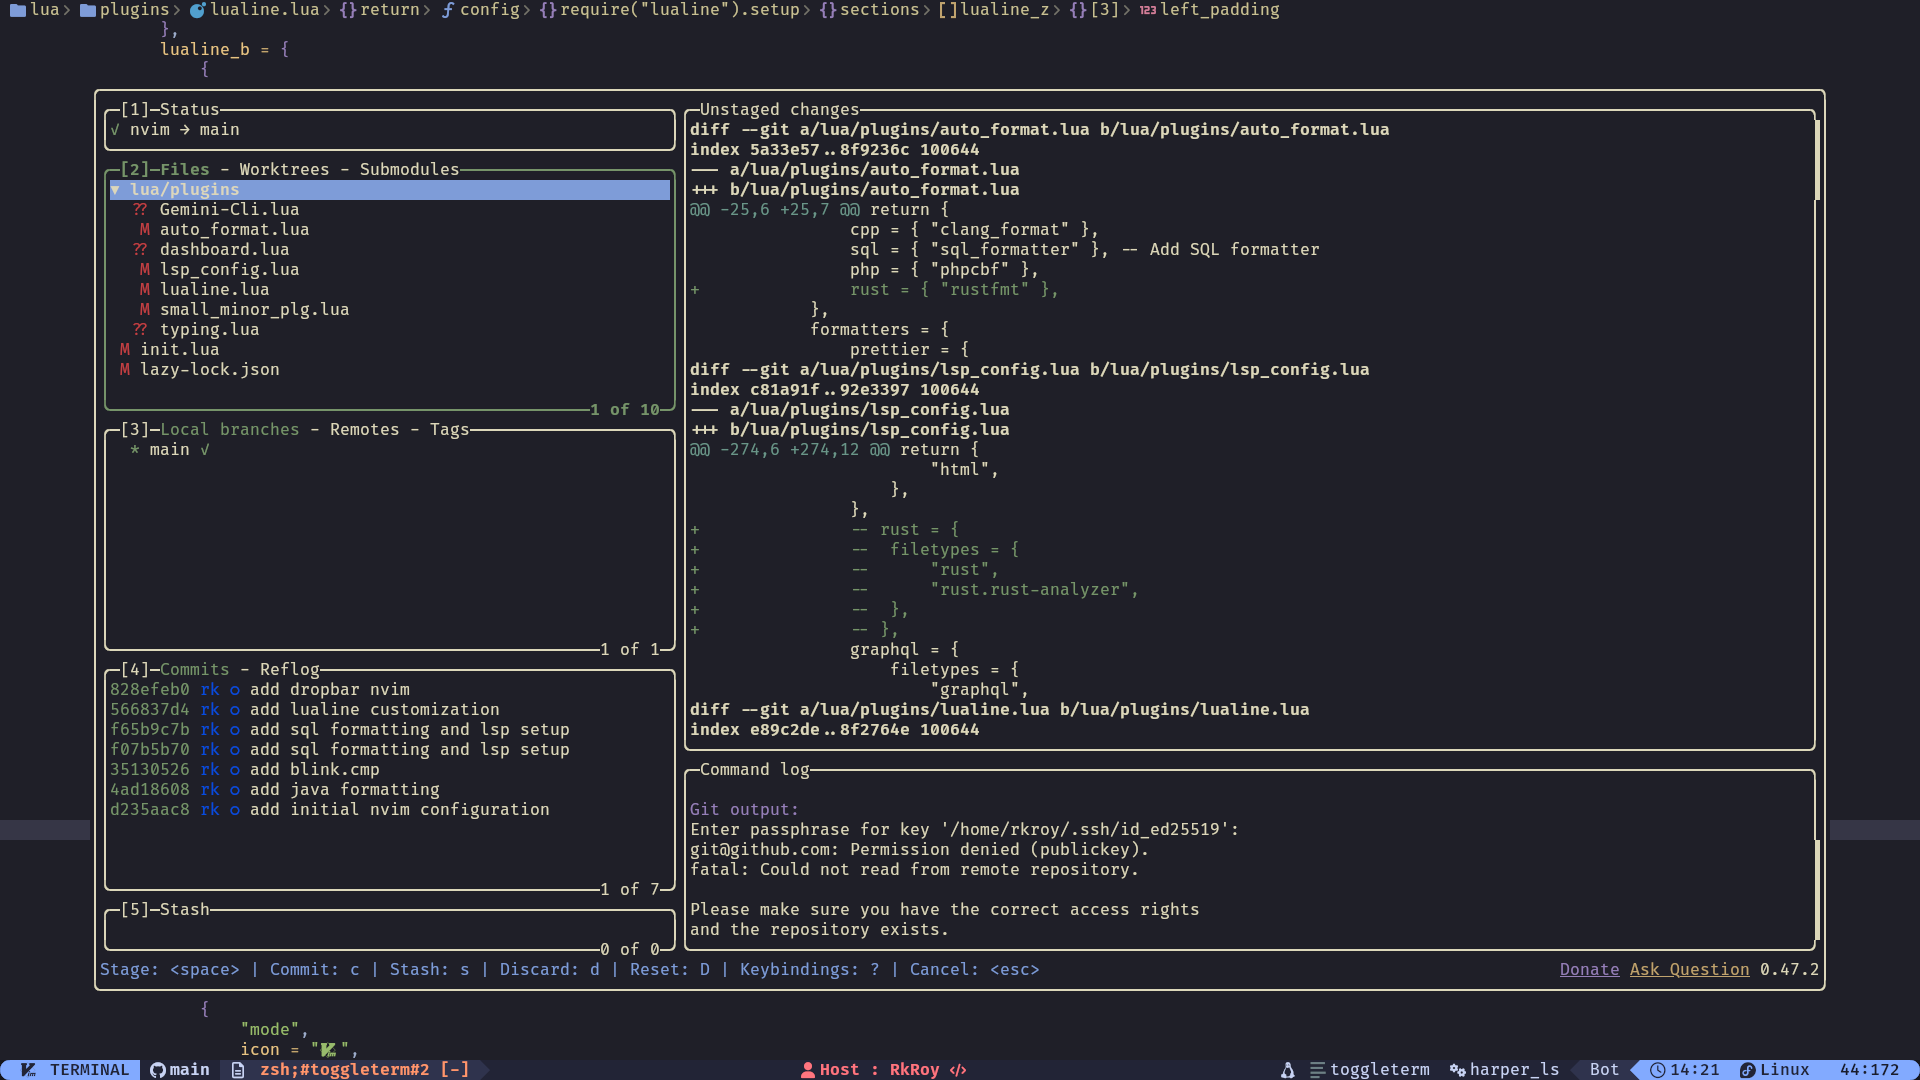 lua > plugins > lualine.lua > {} return > ƒ config > {} require("lualine").setup > {} sections > [] lualine_z > {} [3] > 123 left_padding
},
lualine_b = {
{
[1]─Status
√ nvim → main
[2]─Files - Worktrees - Submodules
▼ lua/plugins
?? Gemini-Cli.lua
M auto_format.lua
?? dashboard.lua
M lsp_config.lua
M lualine.lua
M small_minor_plg.lua
?? typing.lua
M init.lua
M lazy-lock.json
1 of 10
[3]─Local branches - Remotes - Tags
* main √
1 of 1
[4]─Commits - Reflog
828efeb0 rk o add dropbar nvim
566837d4 rk o add lualine customization
f65b9c7b rk o add sql formatting and lsp setup
f07b5b70 rk o add sql formatting and lsp setup
35130526 rk o add blink.cmp
4ad18608 rk o add java formatting
d235aac8 rk o add initial nvim configuration
1 of 7
[5]─Stash
0 of 0
Unstaged changes
diff --git a/lua/plugins/auto_format.lua b/lua/plugins/auto_format.lua
index 5a33e57..8f9236c 100644
--- a/lua/plugins/auto_format.lua
+++ b/lua/plugins/auto_format.lua
@@ -25,6 +25,7 @@ return {
cpp = { "clang_format" },
sql = { "sql_formatter" }, -- Add SQL formatter
php = { "phpcbf" },
+ rust = { "rustfmt" },
},
formatters = {
prettier = {
diff --git a/lua/plugins/lsp_config.lua b/lua/plugins/lsp_config.lua
index c81a91f..92e3397 100644
--- a/lua/plugins/lsp_config.lua
+++ b/lua/plugins/lsp_config.lua
@@ -274,6 +274,12 @@ return {
"html",
},
},
+ -- rust = {
+ -- filetypes = {
+ -- "rust",
+ -- "rust.rust-analyzer",
+ -- },
+ -- },
graphql = {
filetypes = {
"graphql",
diff --git a/lua/plugins/lualine.lua b/lua/plugins/lualine.lua
index e89c2de..8f2764e 100644
Command log
Git output:
Enter passphrase for key '/home/rkroy/.ssh/id_ed25519':
git@github.com: Permission denied (publickey).
fatal: Could not read from remote repository.
Please make sure you have the correct access rights
and the repository exists.
Stage: <space> | Commit: c | Stash: s | Discard: d | Reset: D | Keybindings: ? | Cancel: <esc>
Donate Ask Question 0.47.2
{
"mode",
icon = "",
TERMINAL main zsh;#toggleterm#2 [-] Host : RkRoy </> toggleterm harper_ls Bot 14:21 Linux 44:172